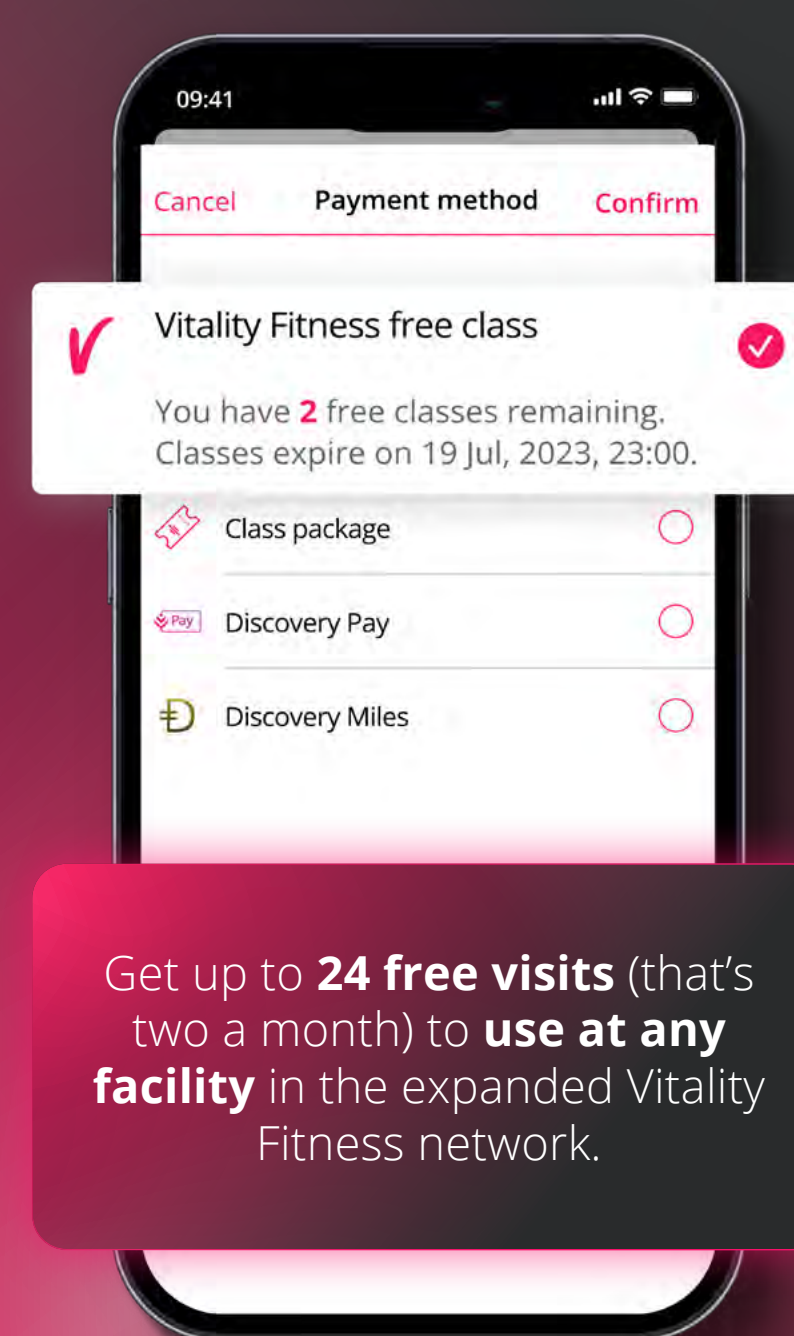 09:41
Cancel Payment method Confirm
Vitality Fitness free class
You have 2 free classes remaining.
Classes expire on 19 Jul, 2023, 23:00.
Class package
Pay Discovery Pay
Discovery Miles
Get up to 24 free visits (that’s
two a month) to use at any
facility in the expanded Vitality
Fitness network.